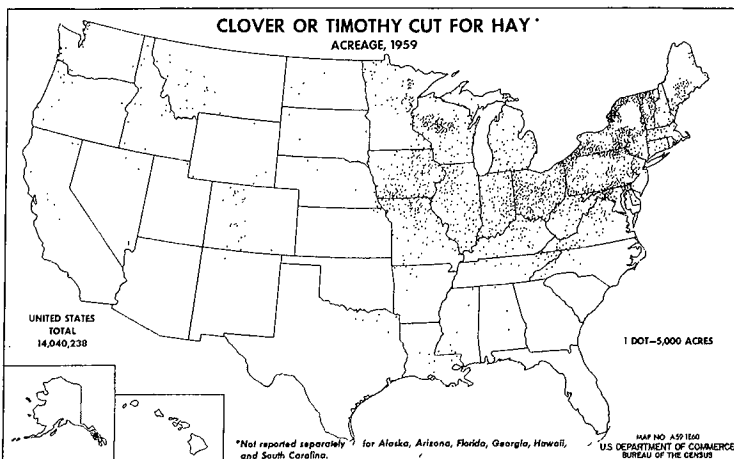 CLOVER OR TIMOTHY CUT FOR HAY*
ACREAGE, 1959
UNITED STATES
TOTAL
14,040,238
1 DOT—5,000 ACRES
*Not reported separately for Alaska, Arizona, Florida, Georgia, Hawaii,
and South Carolina.
MAP NO A59 1E60
U.S. DEPARTMENT OF COMMERCE
BUREAU OF THE CENSUS